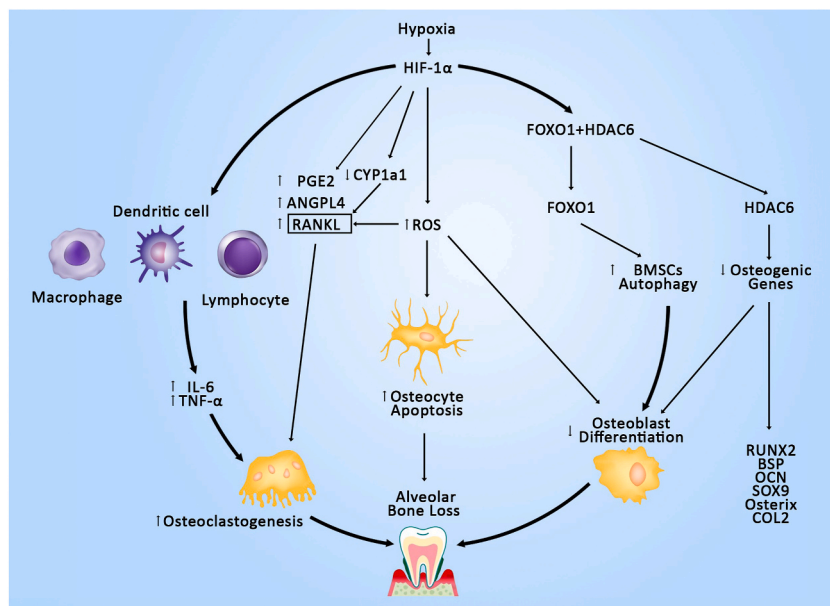 Hypoxia
HIF-1α
FOXO1+HDAC6
↑ PGE2
↓ CYP1a1
↑ ANGPL4
↑ RANKL
↑ ROS
FOXO1
HDAC6
Dendritic cell
Macrophage
Lymphocyte
↑ BMSCs
Autophagy
↓ Osteogenic
Genes
↑ IL-6
↑ TNF-α
↑ Osteocyte
Apoptosis
↓ Osteoblast
Differentiation
RUNX2
BSP
OCN
SOX9
Osterix
COL2
↑ Osteoclastogenesis
Alveolar
Bone Loss